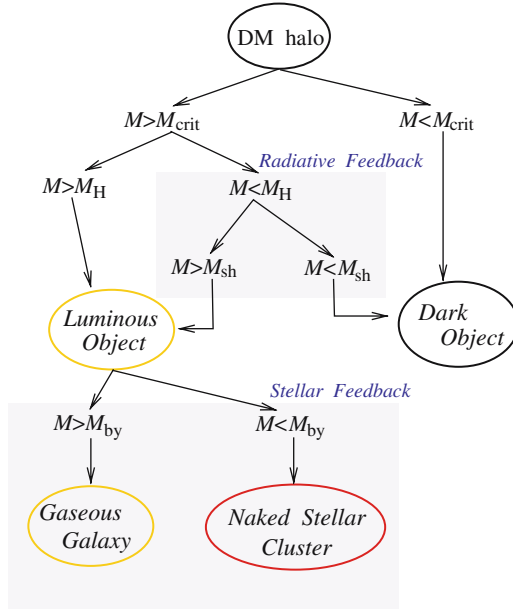 DM halo
M>Mcrit
M<Mcrit
Radiative Feedback
M>MH
M<MH
M>Msh
M<Msh
Luminous
Object
Dark
Object
Stellar Feedback
M>Mby
M<Mby
Gaseous
Galaxy
Naked Stellar
Cluster